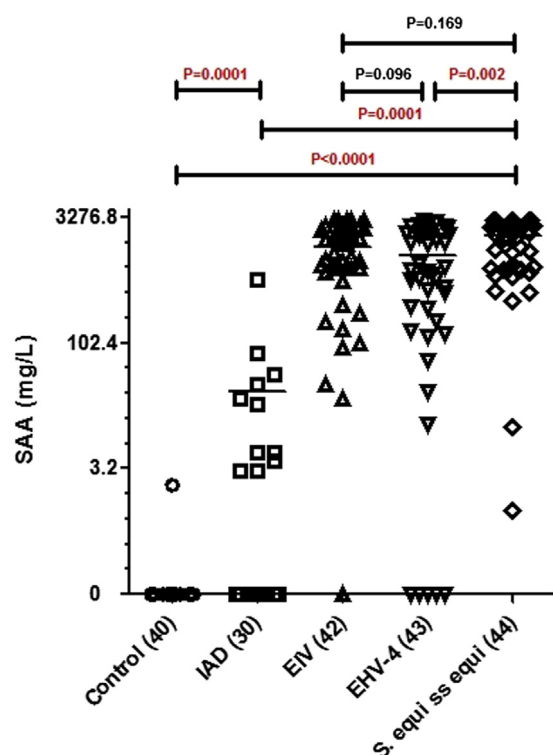 P=0.169
P=0.0001
P=0.096
P=0.002
P=0.0001
P<0.0001
3276.8
102.4
3.2
0
SAA (mg/L)
Control (40)
IAD (30)
EIV (42)
EHV-4 (43)
S. equi ss equi (44)